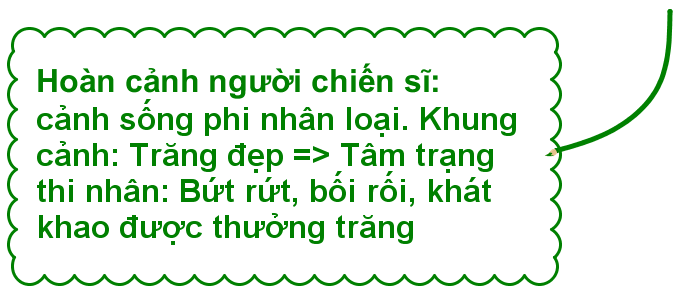 Hoàn cảnh người chiến sĩ:
cảnh sống phi nhân loại. Khung
cảnh: Trăng đẹp => Tâm trạng
thi nhân: Bứt rứt, bối rối, khát
khao được thưởng trăng